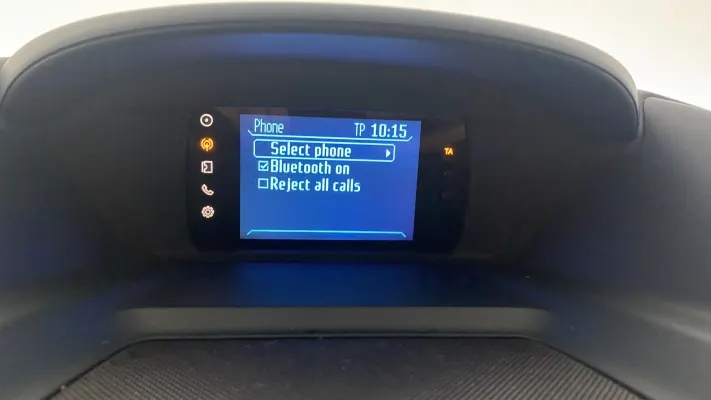 Phone TP 10:15
Select phone
Bluetooth on
Reject all calls
TA